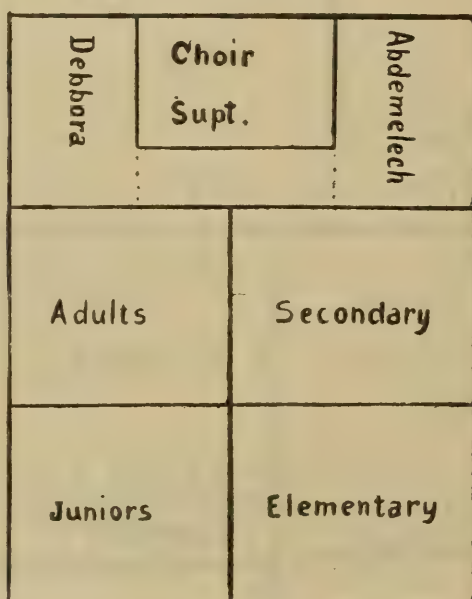 Debbora
Choir
Supt.
Abdemelech
Adults
Secondary
Juniors
Elementary